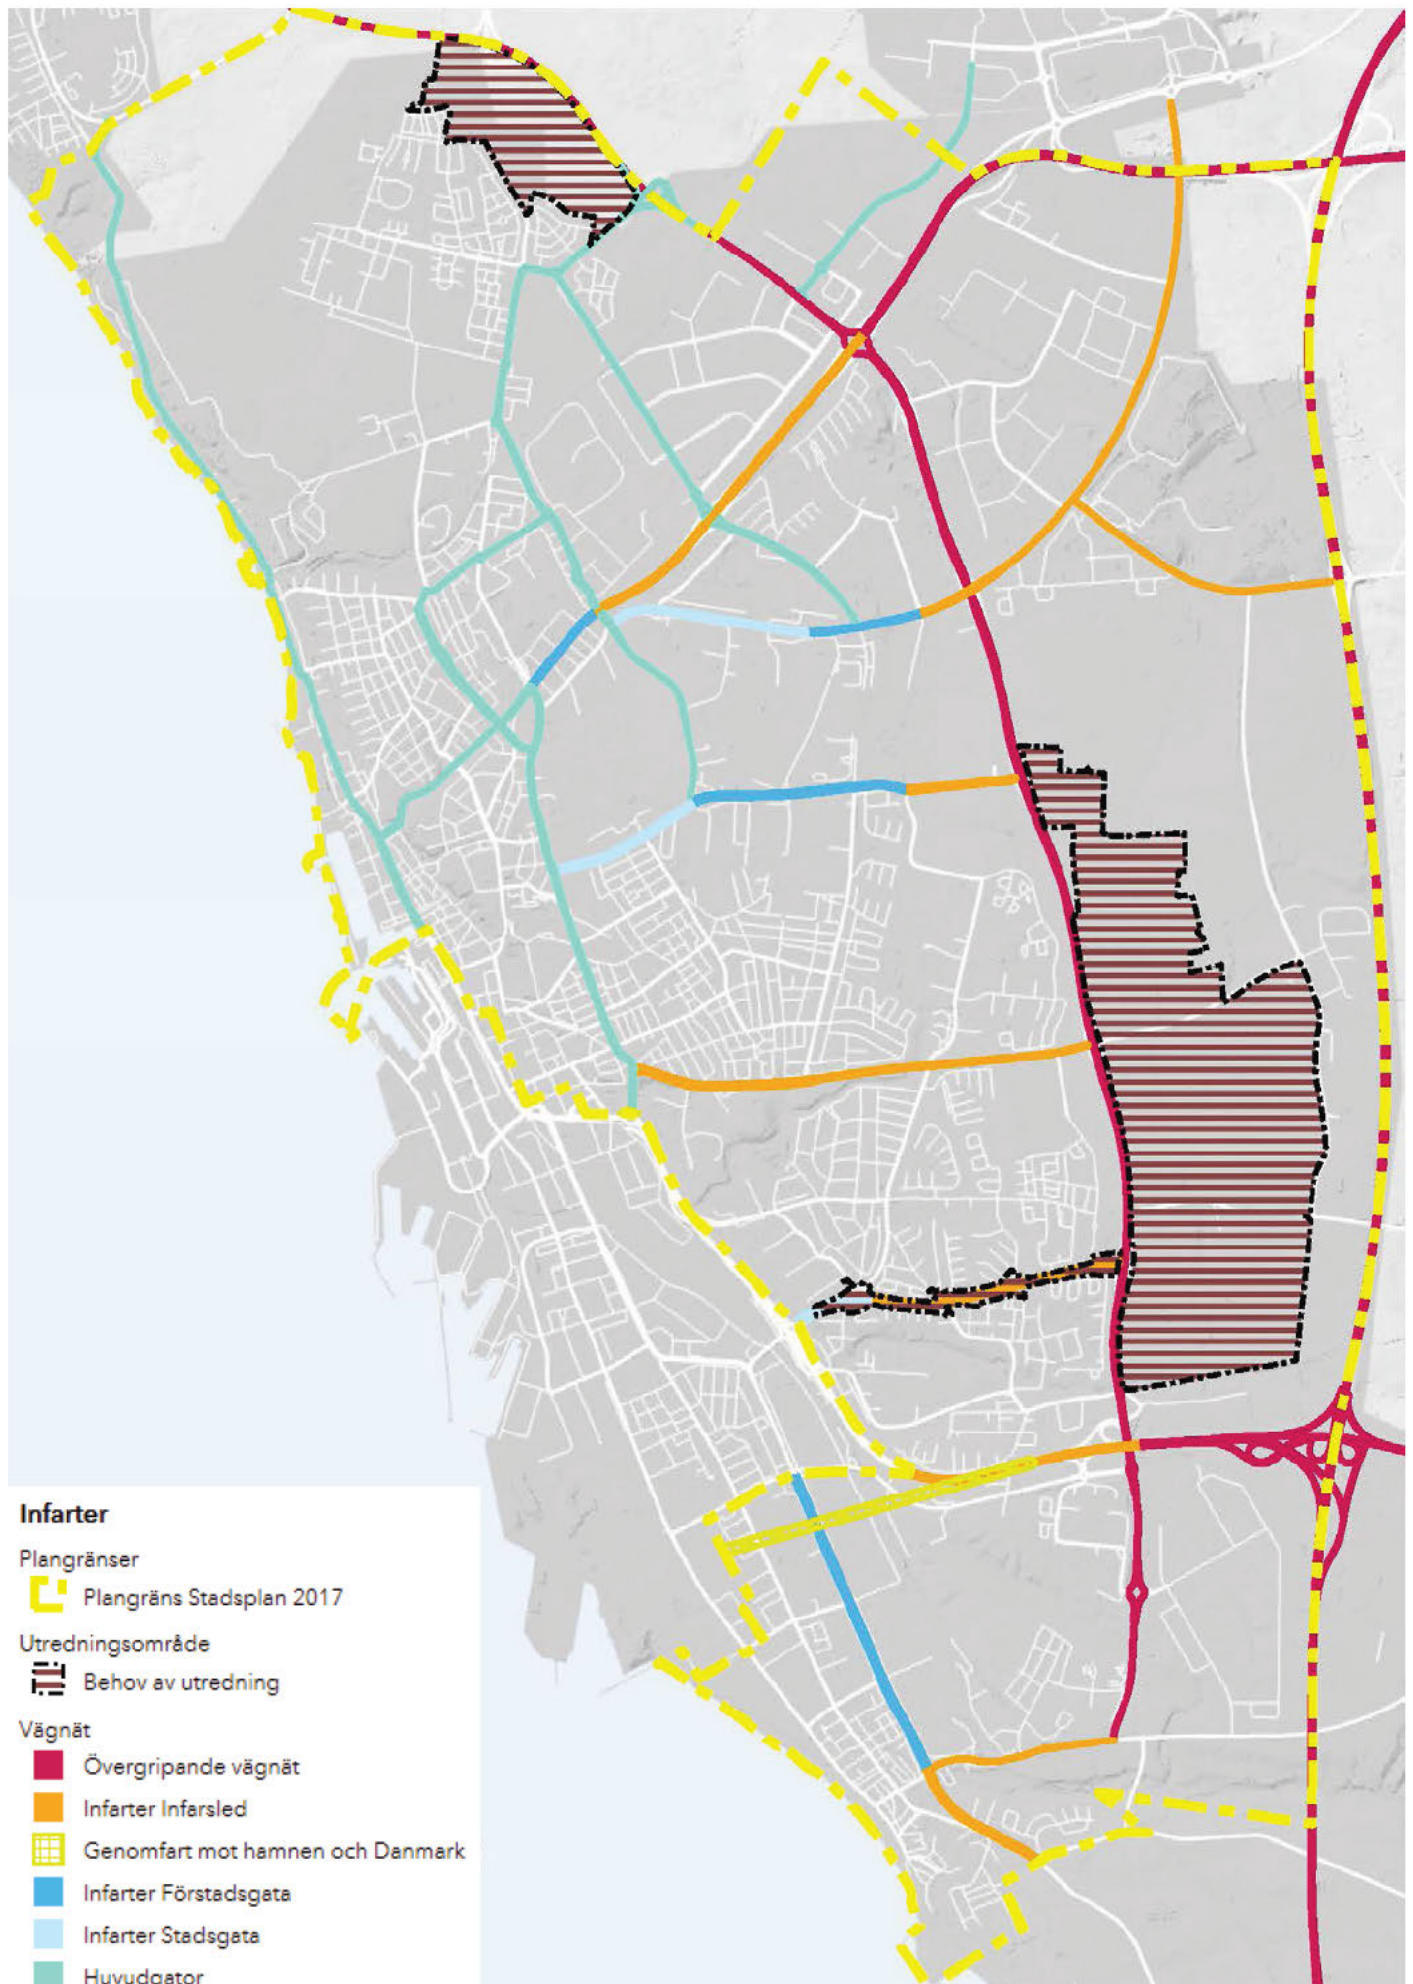 Infarter
Plangränser
Plangräns Stadsplan 2017
Utredningsområde
Behov av utredning
Vägnät
Övergripande vägnät
Infarter Infarsled
Genomfart mot hamnen och Danmark
Infarter Förstadsgata
Infarter Stadsgata
Huvudgator